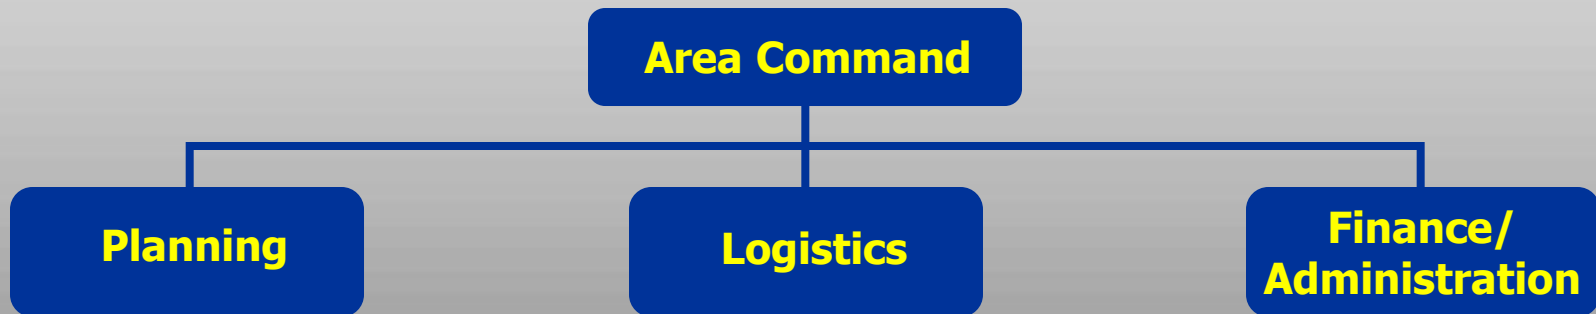 Area Command
Planning
Logistics
Finance/
Administration